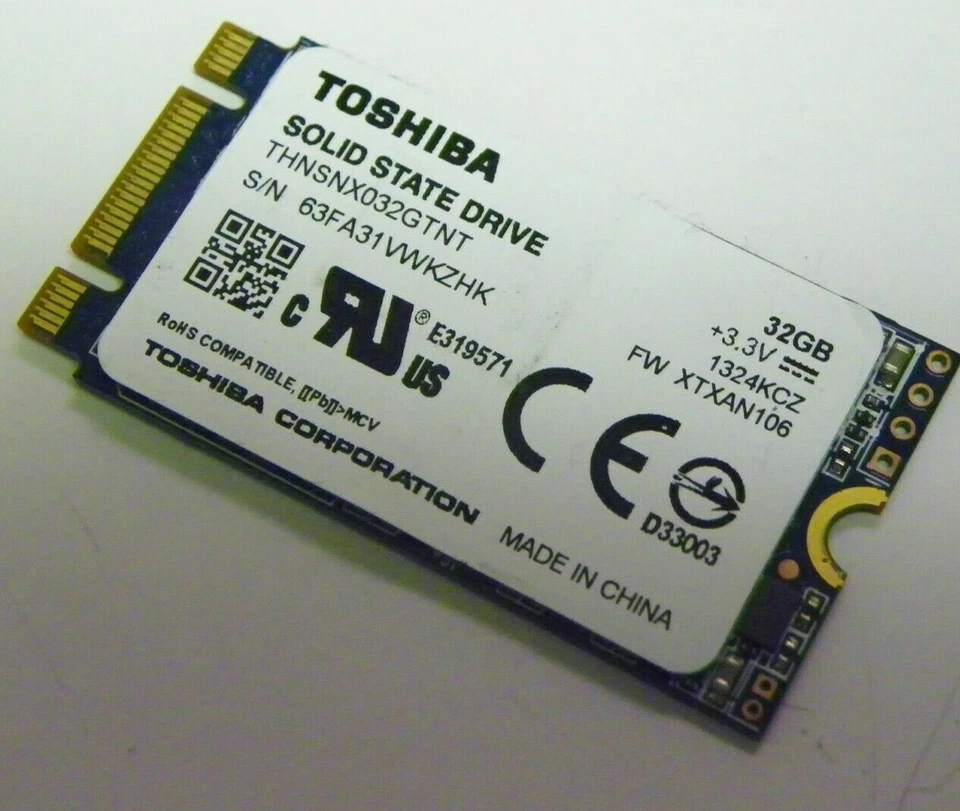 TOSHIBA
SOLID STATE DRIVE
THNSNX032GTNT
S/N 63FA31VWKZHK
C RU US ® E319571
RoHS COMPATIBLE, [[Pb]]>MCV
TOSHIBA CORPORATION
MADE IN CHINA
32GB
+3.3V
1324KCZ
FW XTXAN106
CE
D33003